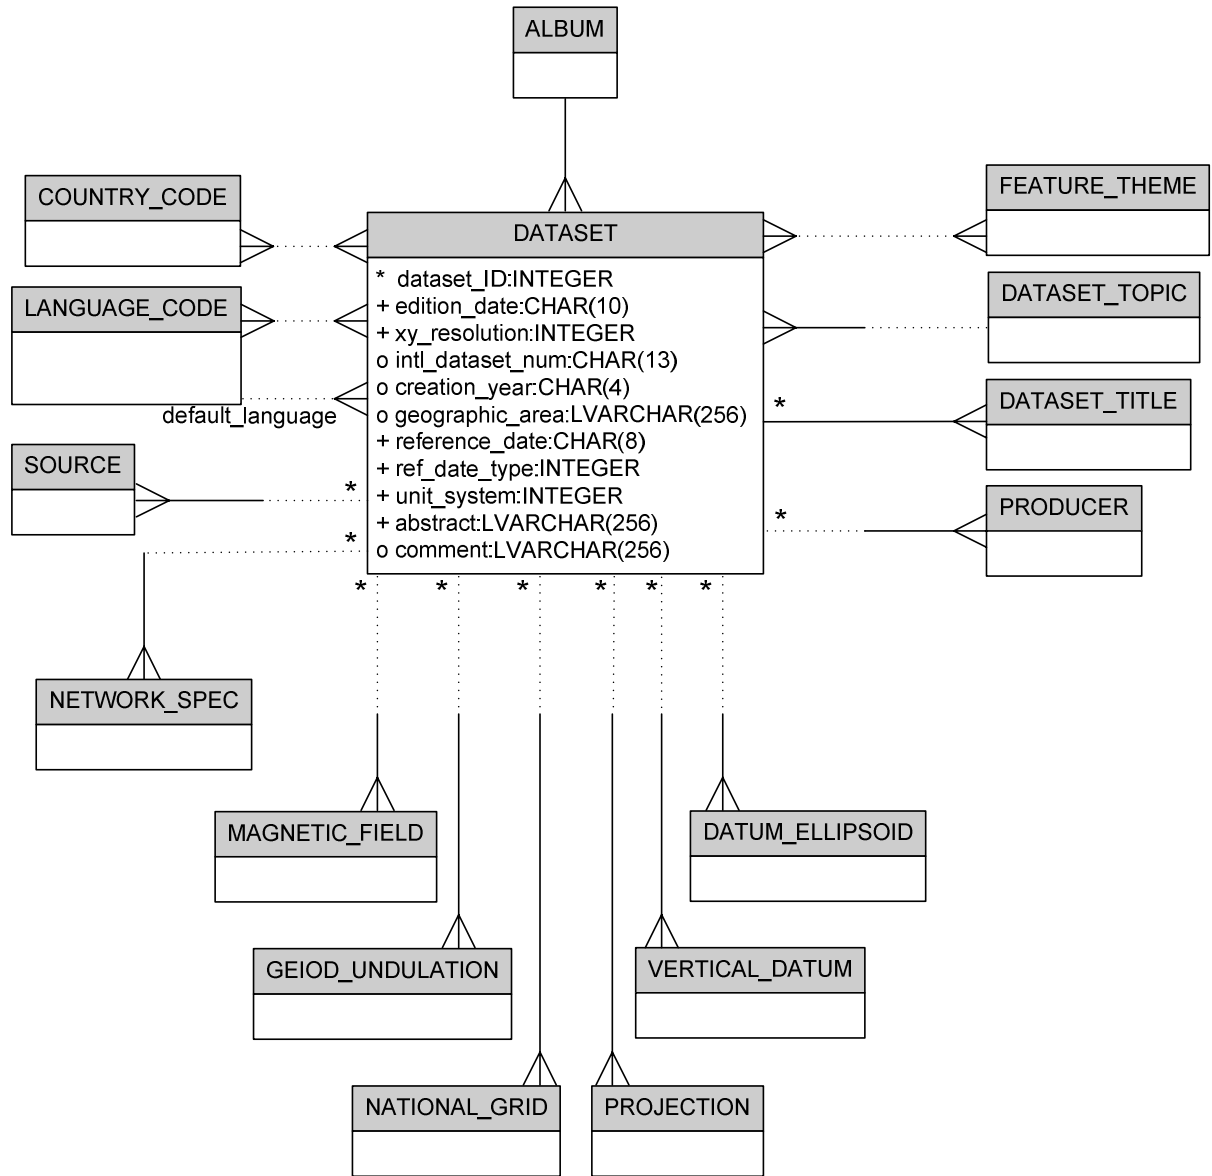 ALBUM
COUNTRY_CODE
FEATURE_THEME
DATASET
* dataset_ID:INTEGER
+ edition_date:CHAR(10)
+ xy_resolution:INTEGER
o intl_dataset_num:CHAR(13)
o creation_year:CHAR(4)
o geographic_area:LVARCHAR(256)
+ reference_date:CHAR(8)
+ ref_date_type:INTEGER
+ unit_system:INTEGER
+ abstract:LVARCHAR(256)
o comment:LVARCHAR(256)
LANGUAGE_CODE
default_language
DATASET_TOPIC
*
DATASET_TITLE
SOURCE
*
*
PRODUCER
*
* * * * * *
NETWORK_SPEC
MAGNETIC_FIELD
DATUM_ELLIPSOID
GEIOD_UNDULATION
VERTICAL_DATUM
NATIONAL_GRID
PROJECTION